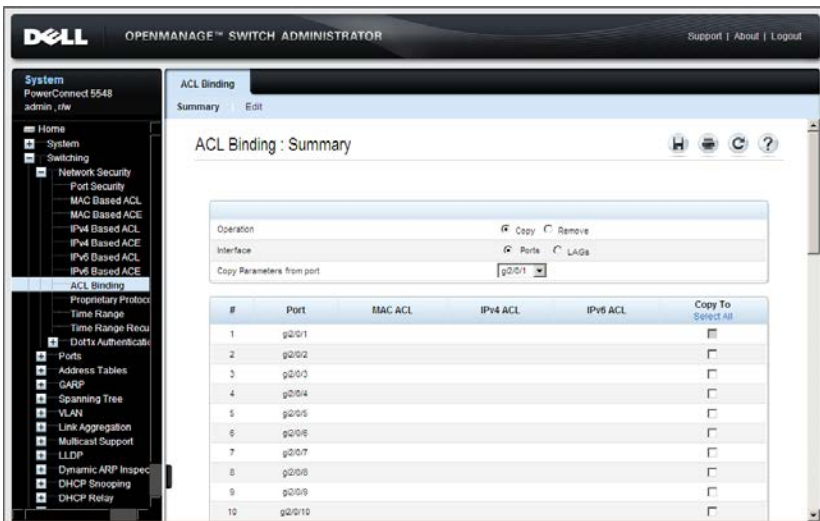 DELL
OPENMANAGE™ SWITCH ADMINISTRATOR
Support | About | Logout
System
PowerConnect 5548
admin , r/w
Home
System
Switching
Network Security
Port Security
MAC Based ACL
MAC Based ACE
IPv4 Based ACL
IPv4 Based ACE
IPv6 Based ACL
IPv6 Based ACE
ACL Binding
Proprietary Protoco
Time Range
Time Range Recu
Dot1x Authenticatio
Ports
Address Tables
GARP
Spanning Tree
VLAN
Link Aggregation
Multicast Support
LLDP
Dynamic ARP Inspec
DHCP Snooping
DHCP Relay
ACL Binding
Summary Edit
ACL Binding : Summary
Operation Copy Remove
Interface Ports LAGs
Copy Parameters from port gi2/0/1
# Port MAC ACL IPv4 ACL IPv6 ACL Copy To
Select All
1 gi2/0/1
2 gi2/0/2
3 gi2/0/3
4 gi2/0/4
5 gi2/0/5
6 gi2/0/6
7 gi2/0/7
8 gi2/0/8
9 gi2/0/9
10 gi2/0/10